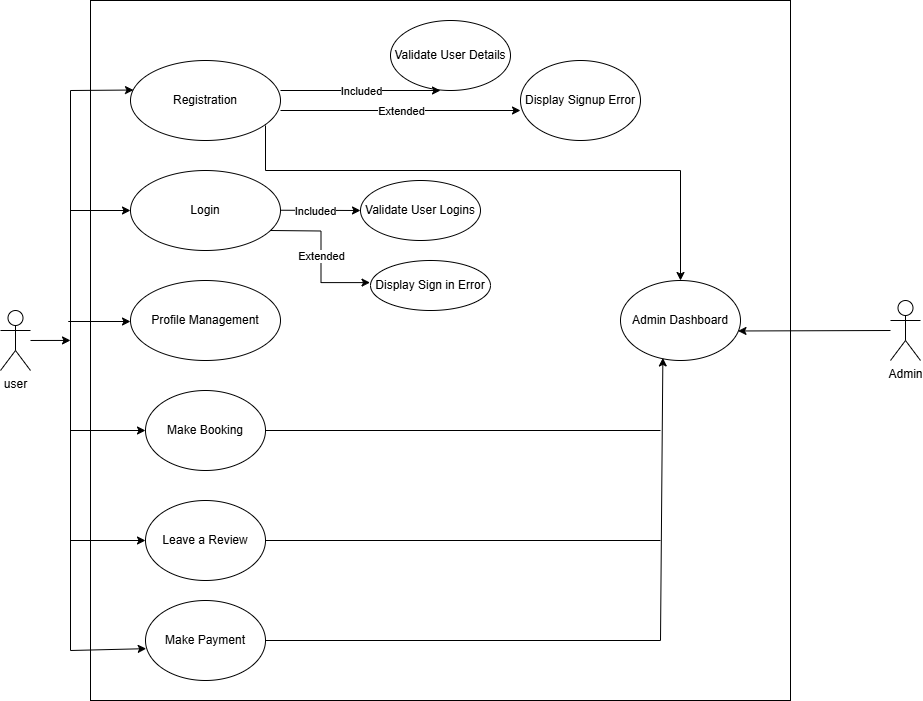 Validate User Details
Included
Registration
Display Signup Error
Extended
Login
Included
Validate User Logins
Extended
Display Sign in Error
Profile Management
Admin Dashboard
user
Admin
Make Booking
Leave a Review
Make Payment